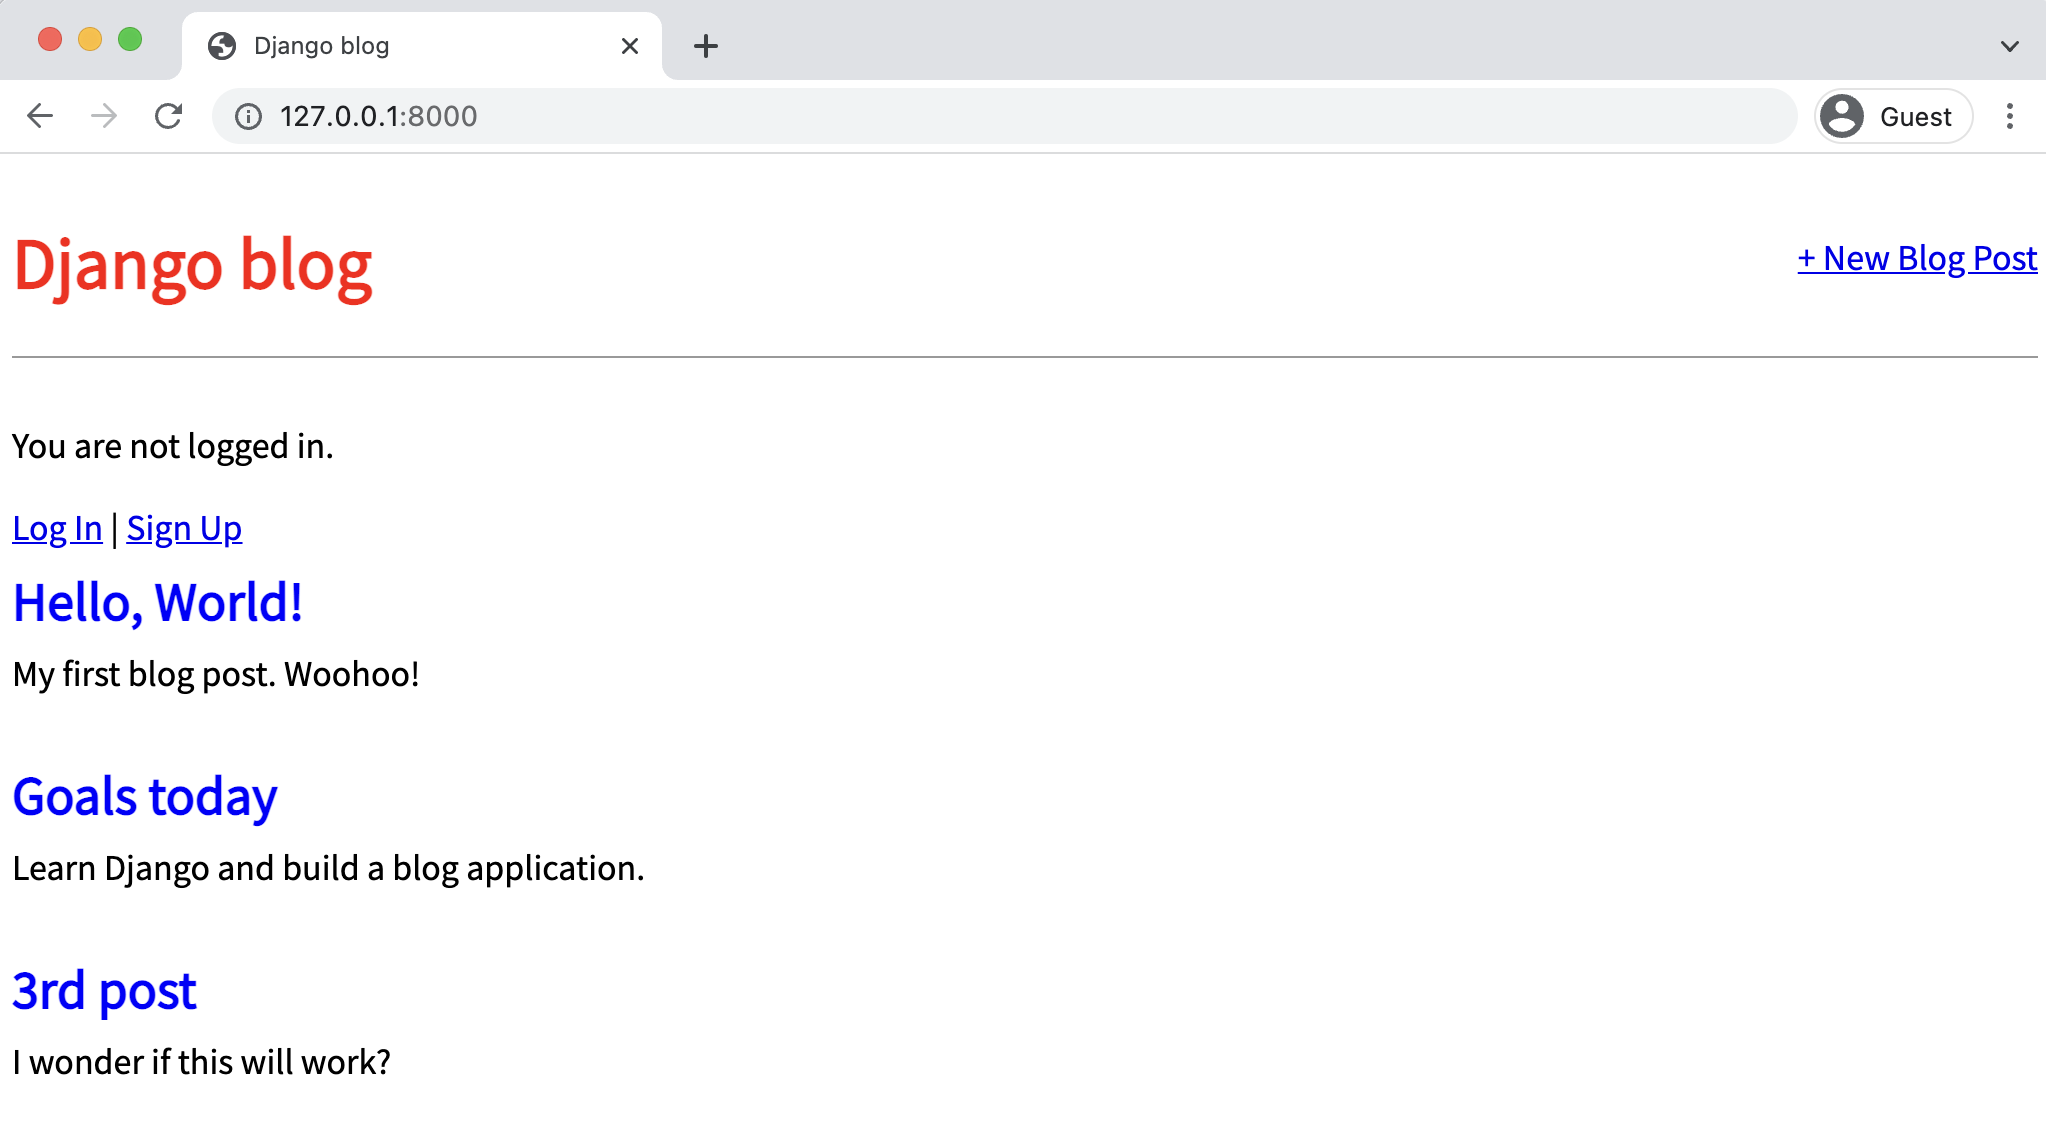 Django blog
127.0.0.1:8000
Guest
Django blog
+ New Blog Post
You are not logged in.
Log In | Sign Up
Hello, World!
My first blog post. Woohoo!
Goals today
Learn Django and build a blog application.
3rd post
I wonder if this will work?